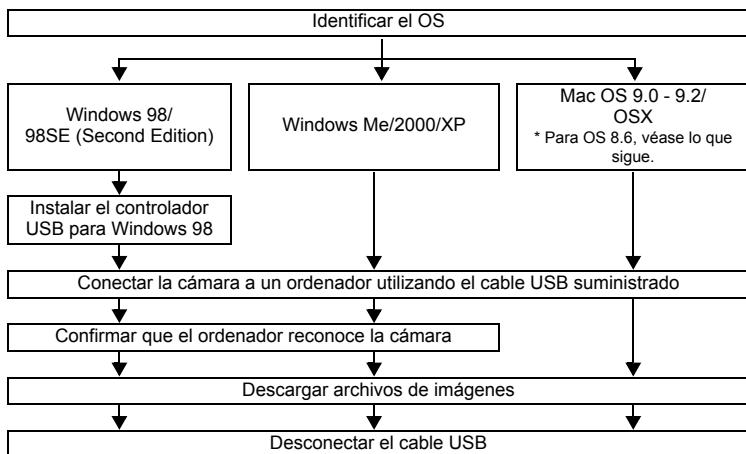 Identificar el OS
Windows 98/
98SE (Second Edition)
Windows Me/2000/XP
Mac OS 9.0 - 9.2/
OSX
* Para OS 8.6, véase lo que
sigue.
Instalar el controlador
USB para Windows 98
Conectar la cámara a un ordenador utilizando el cable USB suministrado
Confirmar que el ordenador reconoce la cámara
Descargar archivos de imágenes
Desconectar el cable USB